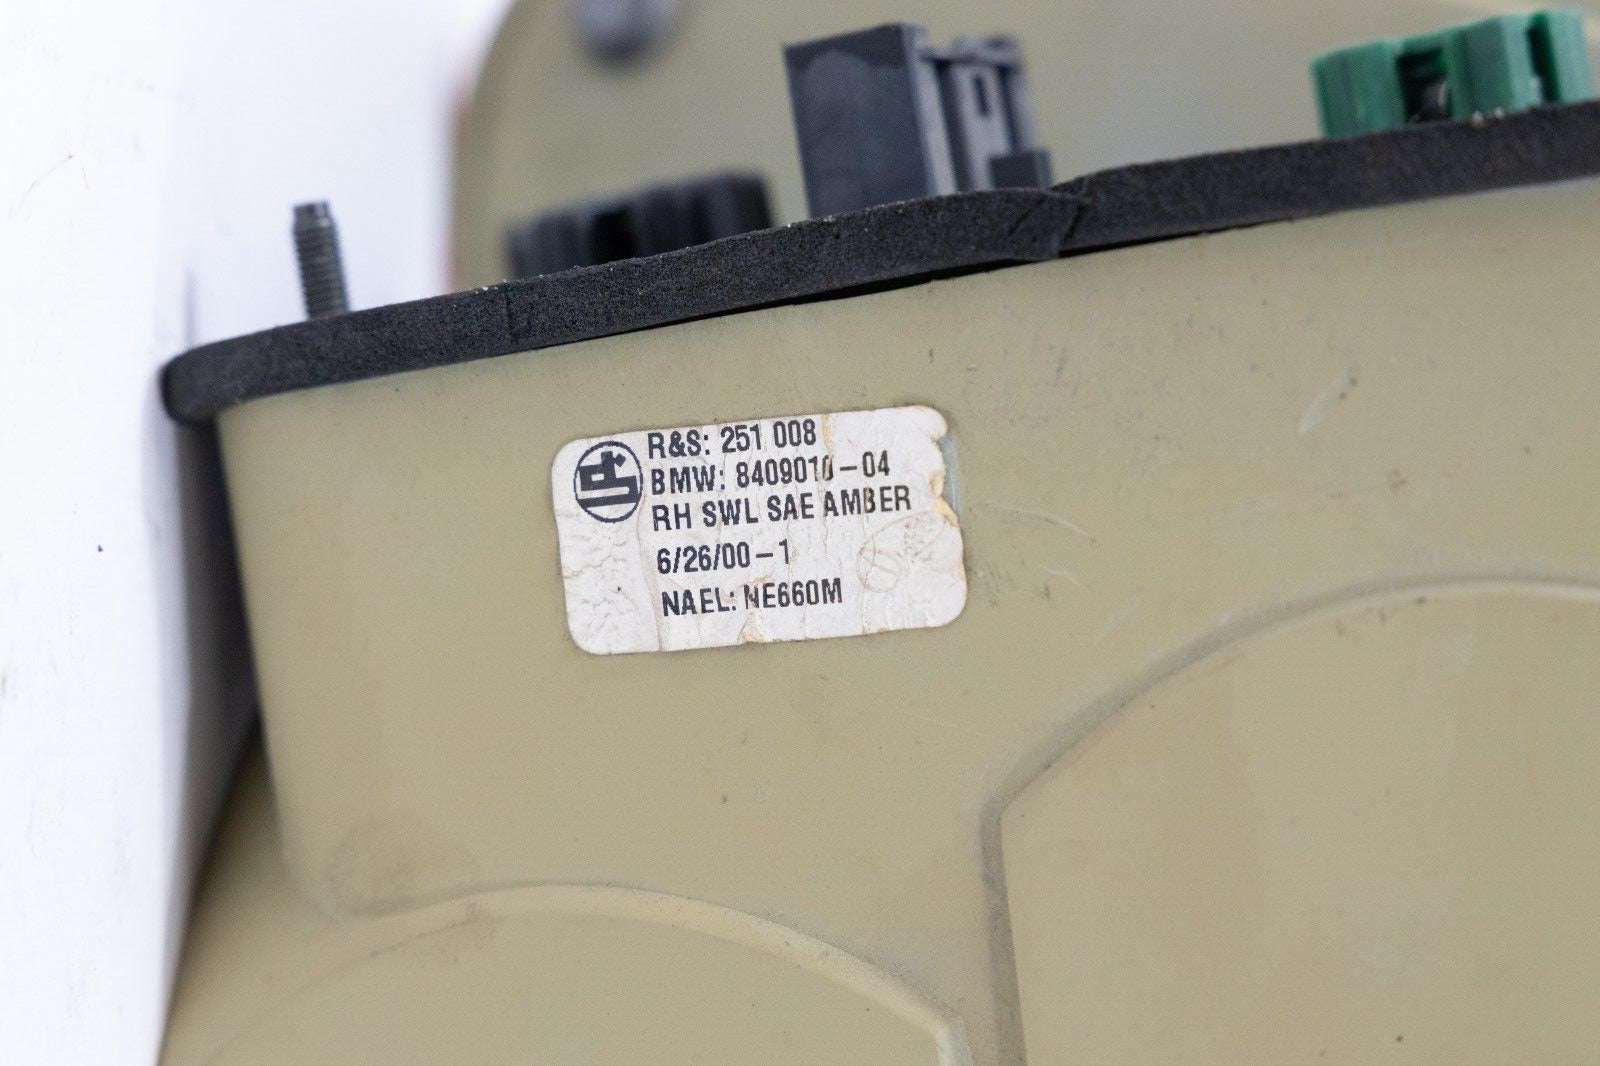 R&S: 251 008
BMW: 8409010-04
RH SWL SAE AMBER
6/26/00-1
NAEL: NE660M